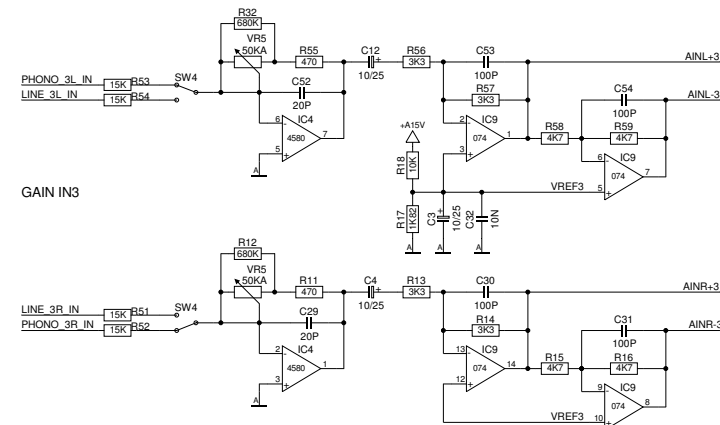 R32
680K
VR5
50KA
R55
470
C12
10/25
R56
3K3
C53
100P
AINL+3
PHONO_3L_IN
15K
R53
SW4
LINE_3L_IN
15K
R54
C52
20P
R57
3K3
C54
100P
AINL-3
6
-
IC4
4580
7
5
+
A
+A15V
2
-
IC9
074
1
3
+
R58
4K7
R59
4K7
R18
10K
6
-
IC9
074
7
VREF3
5
+
GAIN IN3
R17
1K82
C3
+
10/25
C32
10N
A
A
A
R12
680K
VR5
50KA
R11
470
C4
10/25
R13
3K3
C30
100P
AINR+3
LINE_3R_IN
15K
R51
SW4
PHONO_3R_IN
15K
R52
C29
20P
R14
3K3
C31
100P
AINR-3
2
-
IC4
4580
1
3
+
A
13
-
IC9
074
14
12
+
R15
4K7
R16
4K7
9
-
IC9
074
8
VREF3
10
+